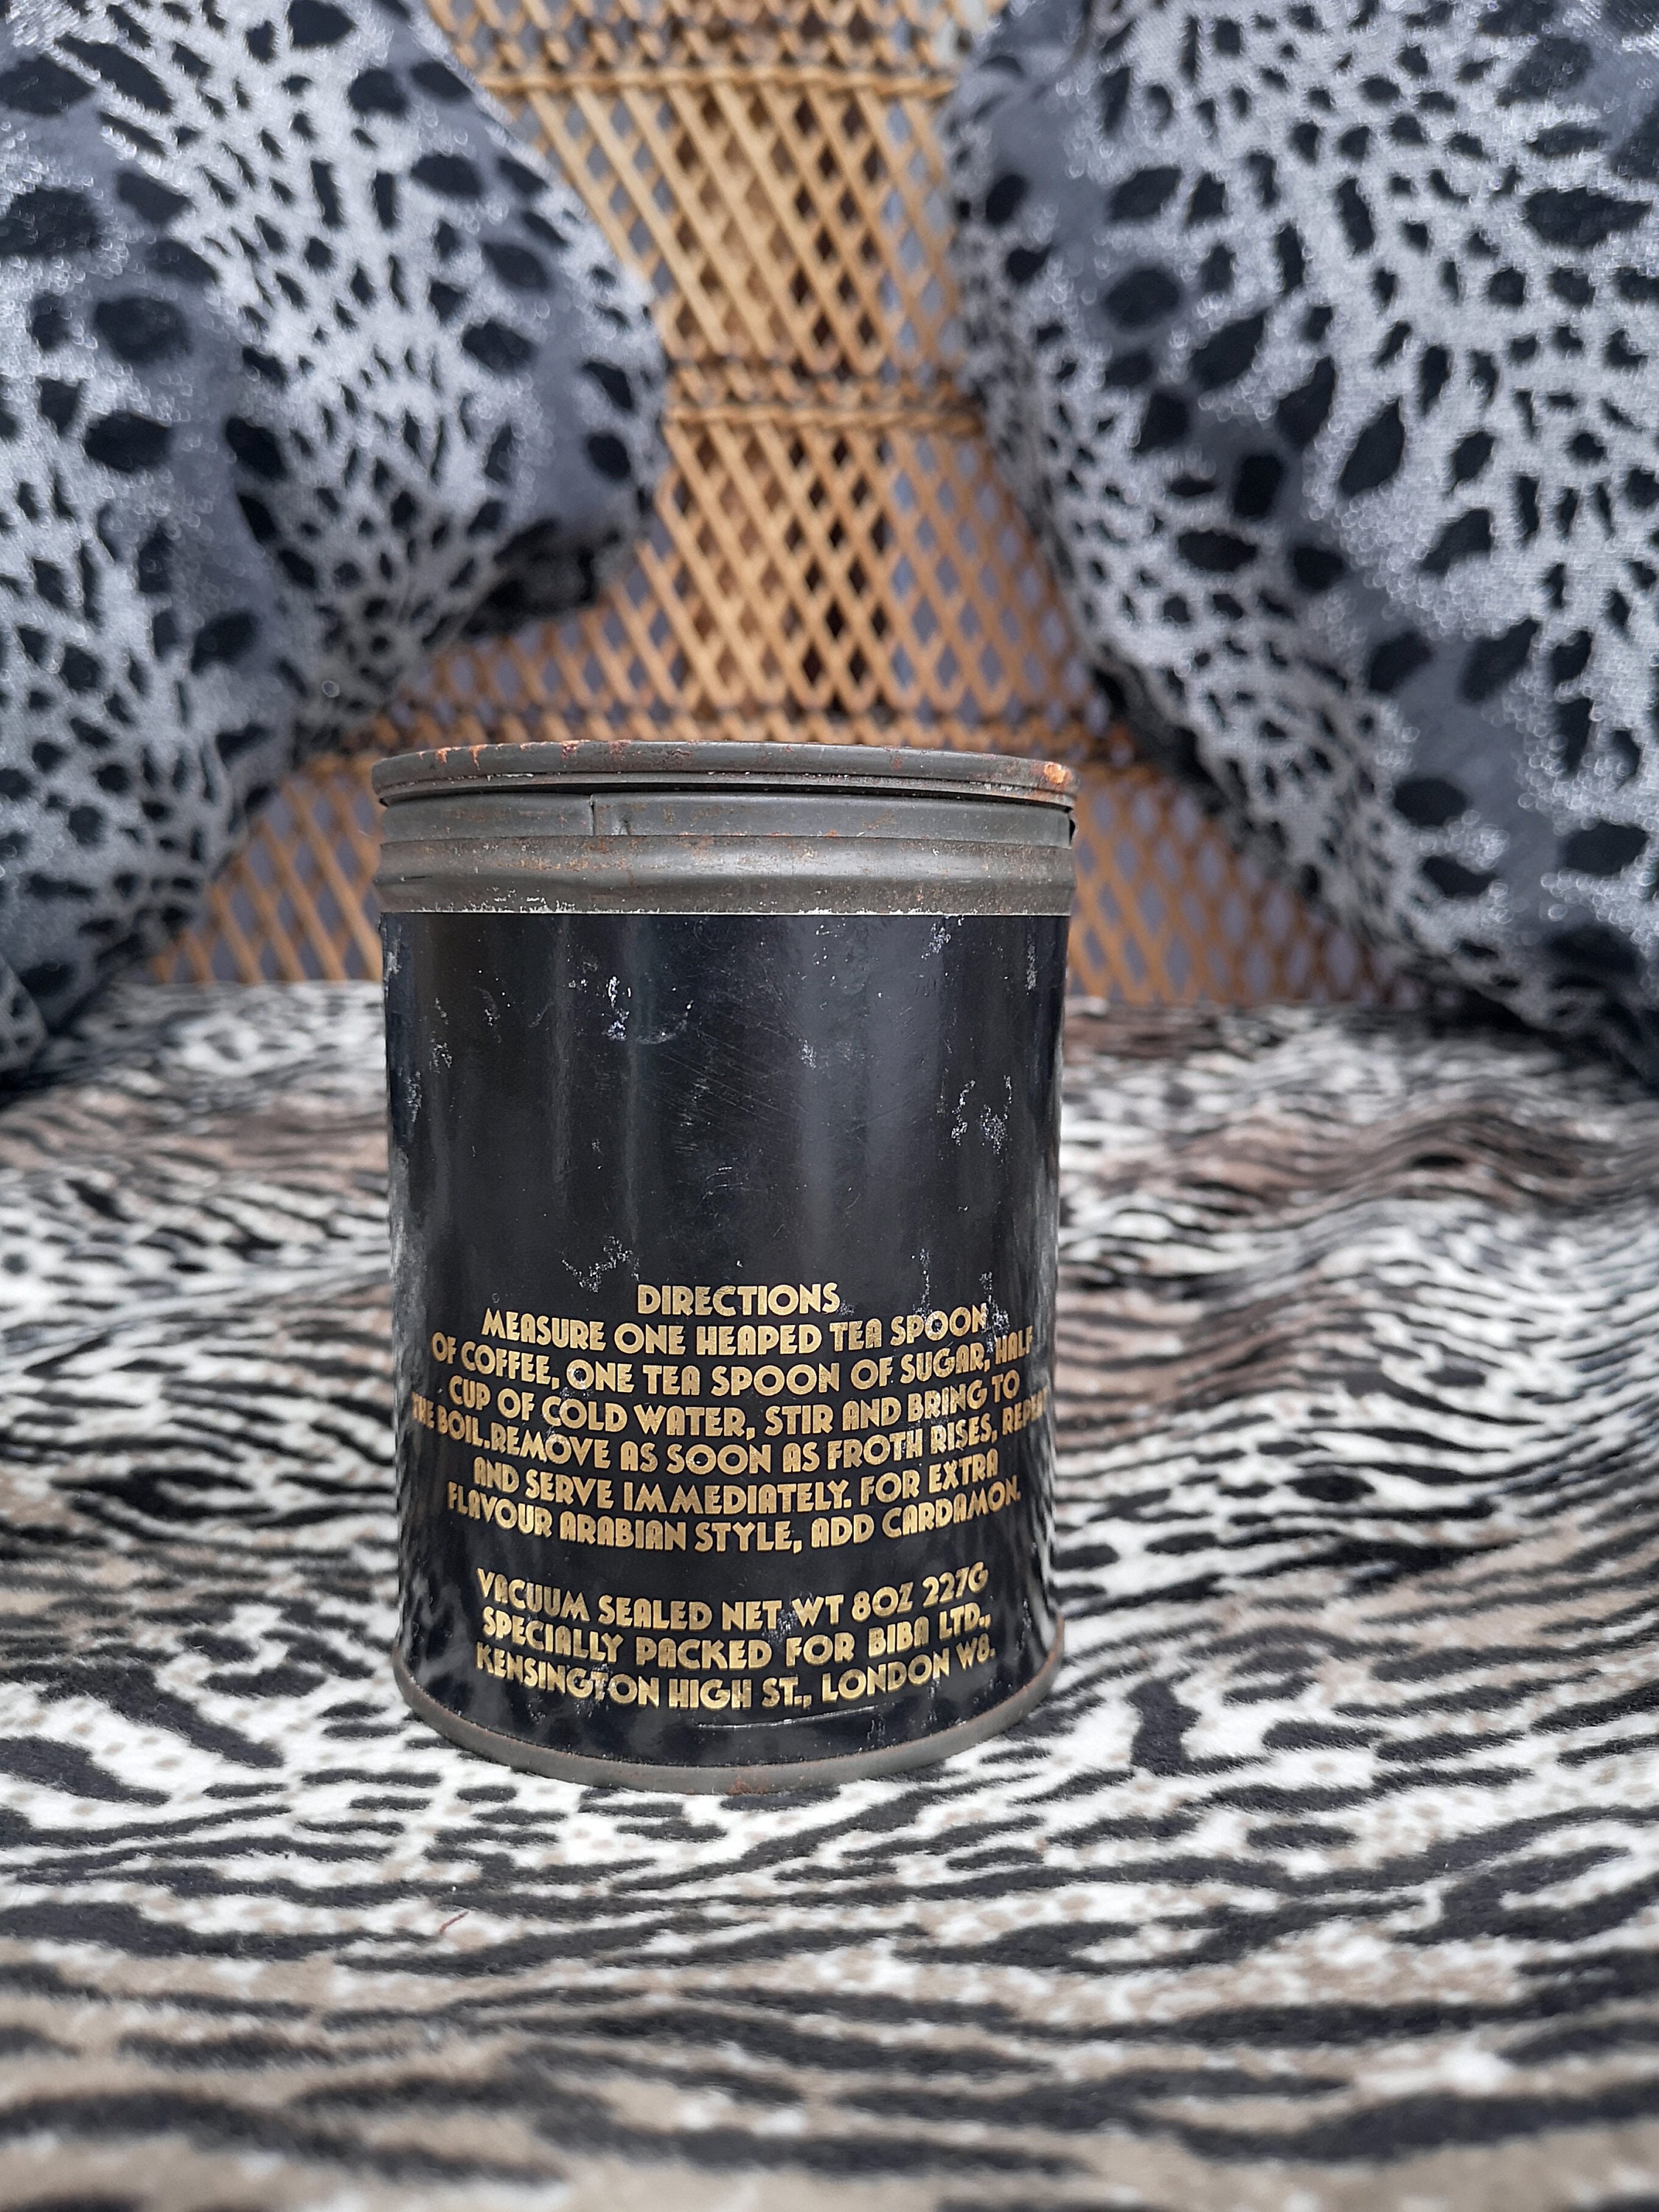 DIRECTIONS
MEASURE ONE HEAPED TEA SPOON
OF COFFEE, ONE TEA SPOON OF SUGAR, HALF
CUP OF COLD WATER, STIR AND BRING TO
THE BOIL.REMOVE AS SOON AS FROTH RISES, REPEAT
AND SERVE IMMEDIATELY. FOR EXTRA
FLAVOUR ARABIAN STYLE, ADD CARDAMON.
VACUUM SEALED NET WT 8OZ 227G
SPECIALLY PACKED FOR BIBA LTD.,
KENSINGTON HIGH ST., LONDON W8.